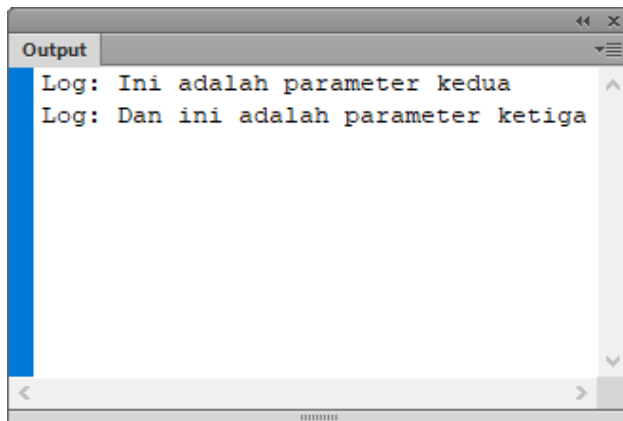 Output
Log: Ini adalah parameter kedua
Log: Dan ini adalah parameter ketiga